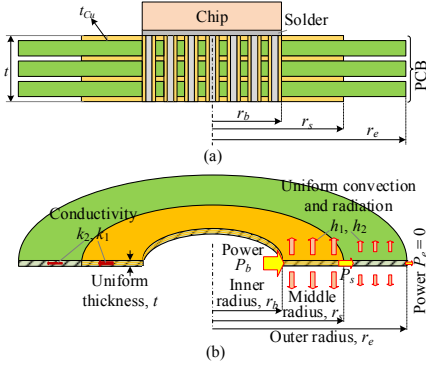 t_Cu
Chip
Solder
t
PCB
r_b
r_s
r_e
(a)
Uniform convection
and radiation
h_1, h_2
Conductivity
k_2, k_1
Power
P_b
P_s
Power P_e = 0
Uniform
thickness, t
Inner
radius, r_b
Middle
radius, r_s
Outer radius, r_e
(b)